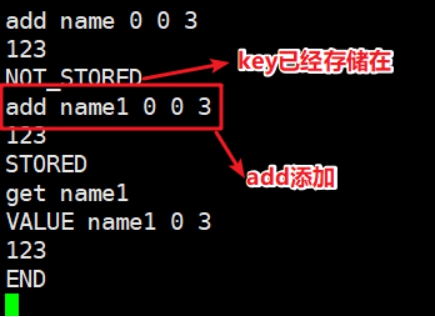 add name 0 0 3
123
NOT_STORED
key已经存储在
add name1 0 0 3
123
STORED
add添加
get name1
VALUE name1 0 3
123
END